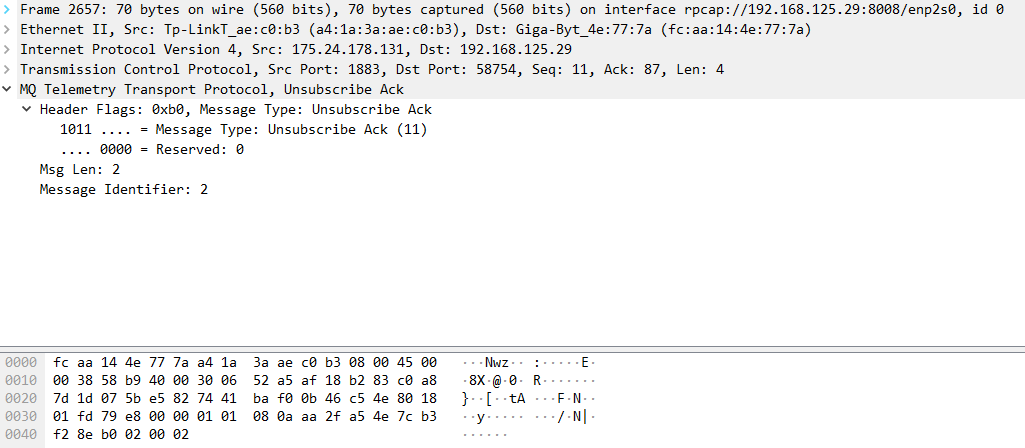 Frame 2657: 70 bytes on wire (560 bits), 70 bytes captured (560 bits) on interface rpcap://192.168.125.29:8008/enp2s0, id 0
Ethernet II, Src: Tp-LinkT_ae:c0:b3 (a4:1a:3a:ae:c0:b3), Dst: Giga-Byt_4e:77:7a (fc:aa:14:4e:77:7a)
Internet Protocol Version 4, Src: 175.24.178.131, Dst: 192.168.125.29
Transmission Control Protocol, Src Port: 1883, Dst Port: 58754, Seq: 11, Ack: 87, Len: 4
MQ Telemetry Transport Protocol, Unsubscribe Ack
Header Flags: 0xb0, Message Type: Unsubscribe Ack
1011 .... = Message Type: Unsubscribe Ack (11)
.... 0000 = Reserved: 0
Msg Len: 2
Message Identifier: 2
0000 fc aa 14 4e 77 7a a4 1a 3a ae c0 b3 08 00 45 00 ···Nwz·· :·····E·
0010 00 38 58 b9 40 00 30 06 52 a5 af 18 b2 83 c0 a8 ·8X·@·0· R·······
0020 7d 1d 07 5b e5 82 74 41 ba f0 0b 46 c5 4e 80 18 }··[··tA ···F·N··
0030 01 fd 79 e8 00 00 01 01 08 0a aa 2f a5 4e 7c b3 ··y····· ···/·N|·
0040 f2 8e b0 02 00 02 ······